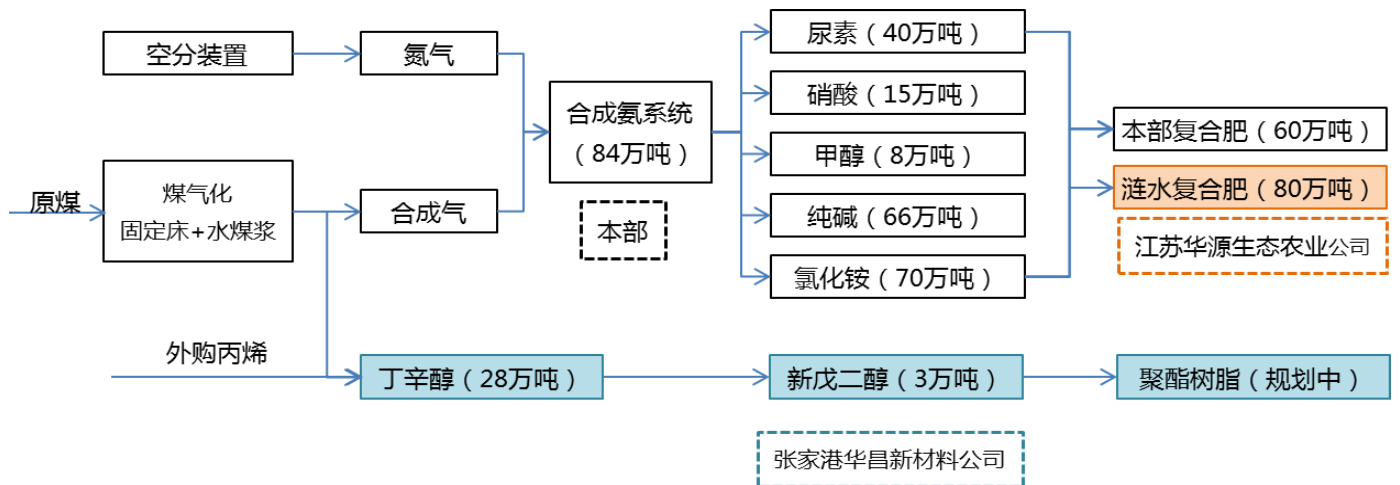 空分装置
氮气
合成氨系统
（84万吨）
尿素（40万吨）
硝酸（15万吨）
甲醇（8万吨）
纯碱（66万吨）
氯化铵（70万吨）
本部复合肥（60万吨）
涟水复合肥（80万吨）
江苏华源生态农业公司
原煤
煤气化
固定床+水煤浆
合成气
本部
外购丙烯
丁辛醇（28万吨）
新戊二醇（3万吨）
聚酯树脂（规划中）
张家港华昌新材料公司